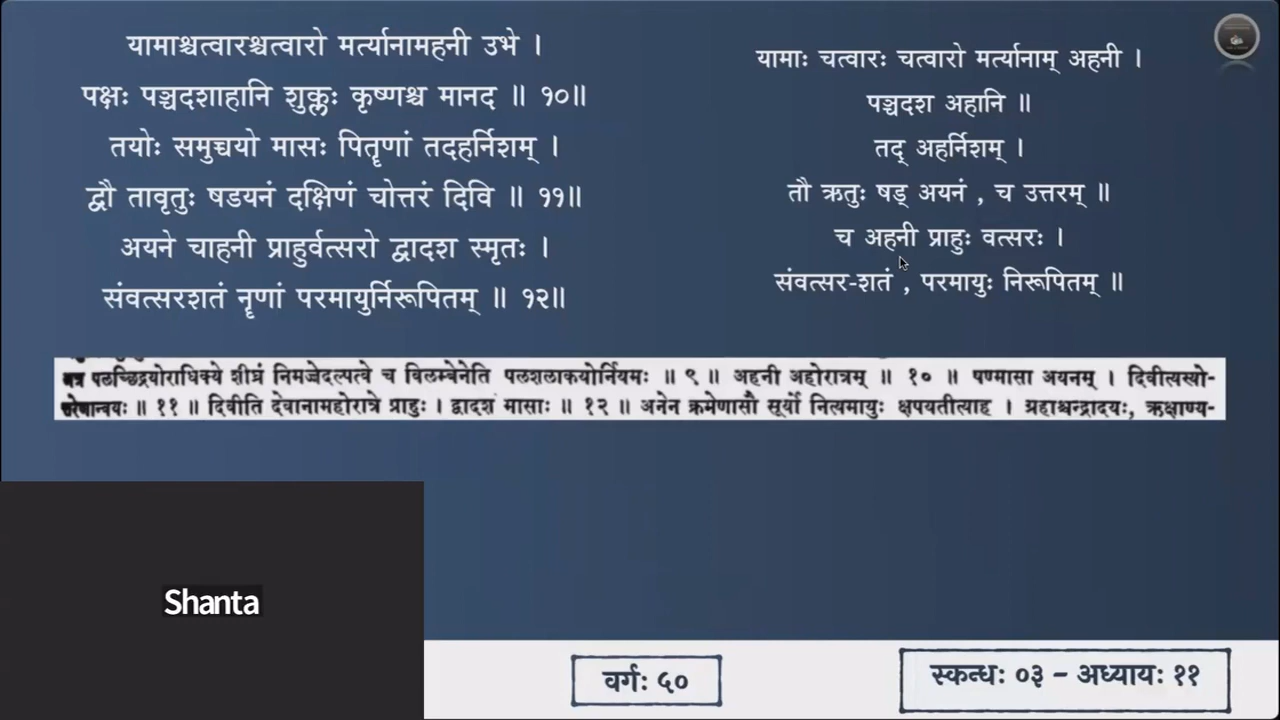 यामाश्चत्वारश्चत्वारो मर्त्यानामहनी उभे ।
पक्षः पञ्चदशाहानि शुक्लः कृष्णश्च मानद ॥ १०॥
तयोः समुच्चयो मासः पितॄणां तदहर्निशम् ।
द्वौ तावृतुः षडयनं दक्षिणं चोत्तरं दिवि ॥ ११॥
अयने चाहनी प्राहुर्वत्सरो द्वादश स्मृतः ।
संवत्सरशतं नॄणां परमायुर्निरूपितम् ॥ १२॥
यामाः चत्वारः चत्वारो मर्त्यानाम् अहनी ।
पञ्चदश अहानि ॥
तद् अहर्निशम् ।
तौ ऋतुः षड् अयनं , च उत्तरम् ॥
च अहनी प्राहुः वत्सरः ।
संवत्सर-शतं , परमायुः निरूपितम् ॥
पलच्छिद्रयोराधिक्ये शीघ्रं निमज्जेदल्पत्वे च विलम्बेनेति पलशलाकयोर्नियमः ॥ ९ ॥ अहनी अहोरात्रम् ॥ १० ॥ षण्मासा अयनम् । दिवीत्यस्यो-
॥ ११ ॥ दिवीति देवानामहोरात्रे प्राहुः । द्वादश मासाः ॥ १२ ॥ अनेन क्रमेणासौ सूर्यो नित्यमायुः क्षपयतीत्याह । ग्रहाश्चन्द्रादयः, ऋक्षाण्य-
Shanta
वर्गः ५०
स्कन्धः ०३ - अध्यायः ११